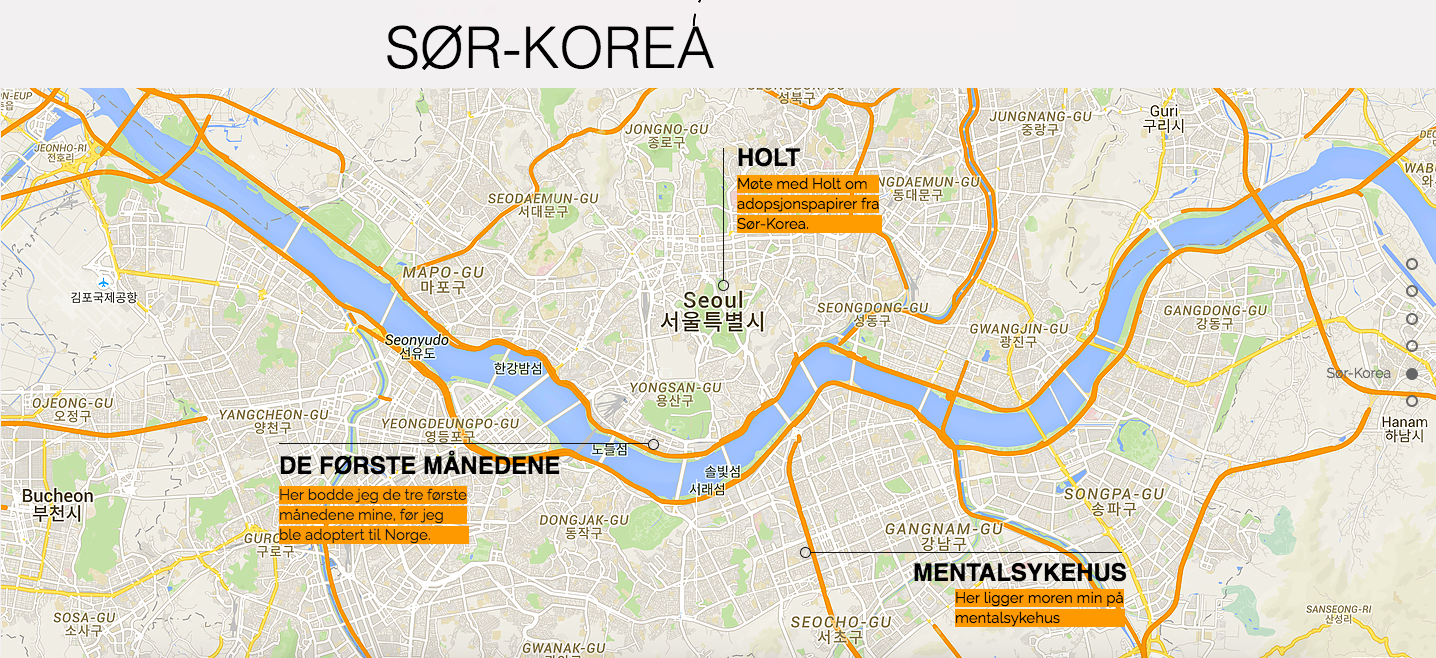 SØR-KOREA
SEONGBUK-GU
성북구
N-EUP
JEONHO-RI
전호리
JONGNO-GU
종로구
JUNGNANG-GU
중랑구
Guri
구리시
HOLT
Møte med Holt om
adopsjonspapirer fra
Sør-Korea.
NGDAEMUN-GU
동대문구
SEODAEMUN-GU
서대문구
MAPO-GU
마포구
김포국제공항
Seoul
서울특별시
SEONGDONG-GU
성동구
GWANGJIN-GU
광진구
GANGDONG-GU
강동구
Seonyudo
선유도
한강밤섬
Sør-Korea
YONGSAN-GU
용산구
OJEONG-GU
오정구
YANGCHEON-GU
양천구
YEONGDEUNGPO-GU
영등포구
Hanam
하남시
노들섬
DE FØRSTE MÅNEDENE
Her bodde jeg de tre første
månedene mine, før jeg
ble adoptert til Norge.
솔빛섬
서래섬
Bucheon
부천시
SONGPA-GU
송파구
DONGJAK-GU
동작구
GANGNAM-GU
강남구
GURO
구로구
MENTALSYKEHUS
Her ligger moren min på
mentalsykehus
SOSA-GU
소사구
SEOCHO-GU
서초구
SANSEONG-RI
산성리
GWANAK-GU